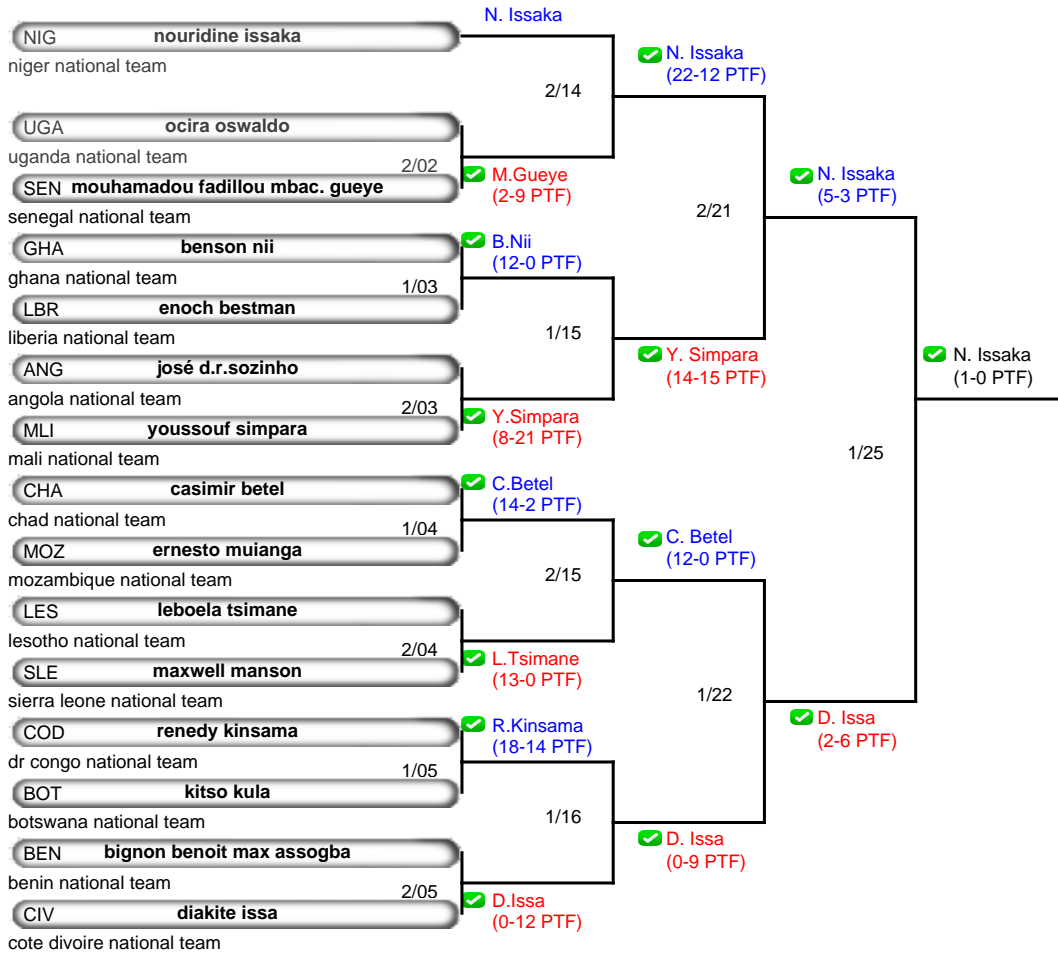 N. Issaka
NIG nouridine issaka
niger national team
N. Issaka
(22-12 PTF)
2/14
UGA ocira oswaldo
uganda national team
2/02
M.Gueye
(2-9 PTF)
SEN mouhamadou fadillou mbac. gueye
senegal national team
N. Issaka
(5-3 PTF)
2/21
GHA benson nii
ghana national team
B.Nii
(12-0 PTF)
1/03
LBR enoch bestman
liberia national team
1/15
Y. Simpara
(14-15 PTF)
ANG josé d.r.sozinho
angola national team
2/03
Y.Simpara
(8-21 PTF)
MLI youssouf simpara
mali national team
N. Issaka
(1-0 PTF)
1/25
CHA casimir betel
chad national team
C.Betel
(14-2 PTF)
1/04
MOZ ernesto muianga
mozambique national team
C. Betel
(12-0 PTF)
2/15
LES leboela tsimane
lesotho national team
2/04
L.Tsimane
(13-0 PTF)
SLE maxwell manson
sierra leone national team
1/22
D. Issa
(2-6 PTF)
COD renedy kinsama
dr congo national team
R.Kinsama
(18-14 PTF)
1/05
BOT kitso kula
botswana national team
1/16
D. Issa
(0-9 PTF)
BEN bignon benoit max assogba
benin national team
2/05
D.Issa
(0-12 PTF)
CIV diakite issa
cote divoire national team